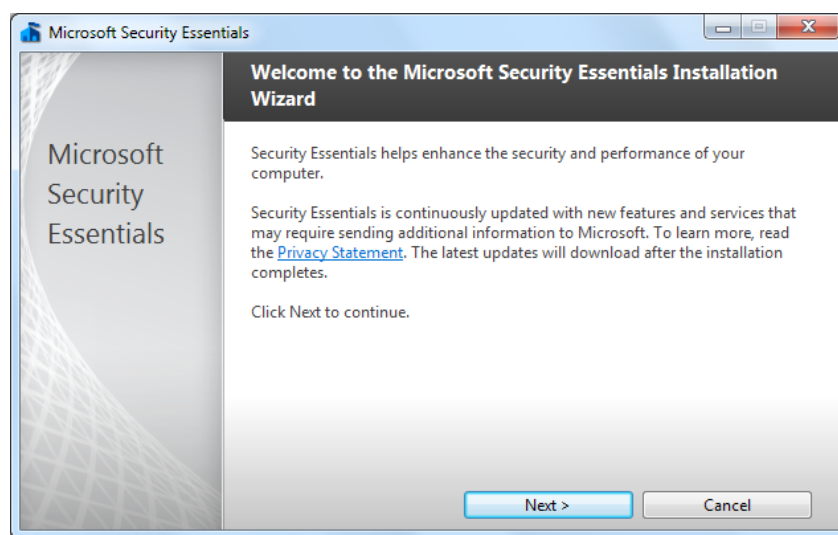 Microsoft Security Essentials
Welcome to the Microsoft Security Essentials Installation
Wizard
Microsoft
Security
Essentials
Security Essentials helps enhance the security and performance of your
computer.
Security Essentials is continuously updated with new features and services that
may require sending additional information to Microsoft. To learn more, read
the Privacy Statement. The latest updates will download after the installation
completes.
Click Next to continue.
Next >
Cancel